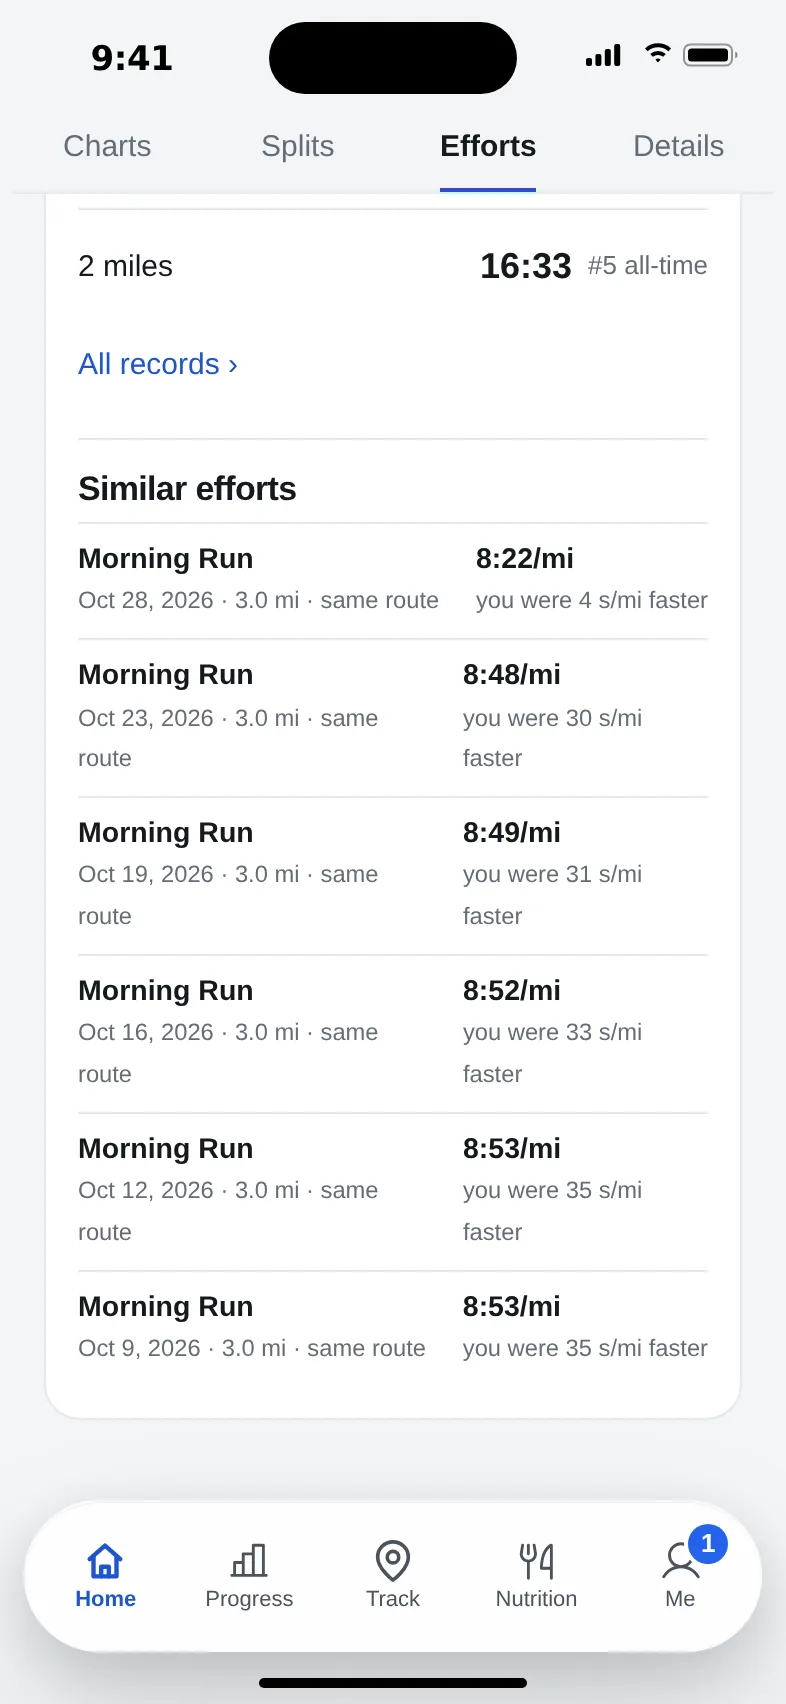 9:41
Charts Splits Efforts Details
2 miles 16:33 #5 all-time
All records ›
Similar efforts
Morning Run 8:22/mi
Oct 28, 2026 · 3.0 mi · same route you were 4 s/mi faster
Morning Run 8:48/mi
Oct 23, 2026 · 3.0 mi · same you were 30 s/mi
route faster
Morning Run 8:49/mi
Oct 19, 2026 · 3.0 mi · same you were 31 s/mi
route faster
Morning Run 8:52/mi
Oct 16, 2026 · 3.0 mi · same you were 33 s/mi
route faster
Morning Run 8:53/mi
Oct 12, 2026 · 3.0 mi · same you were 35 s/mi
route faster
Morning Run 8:53/mi
Oct 9, 2026 · 3.0 mi · same route you were 35 s/mi faster
1
Home Progress Track Nutrition Me